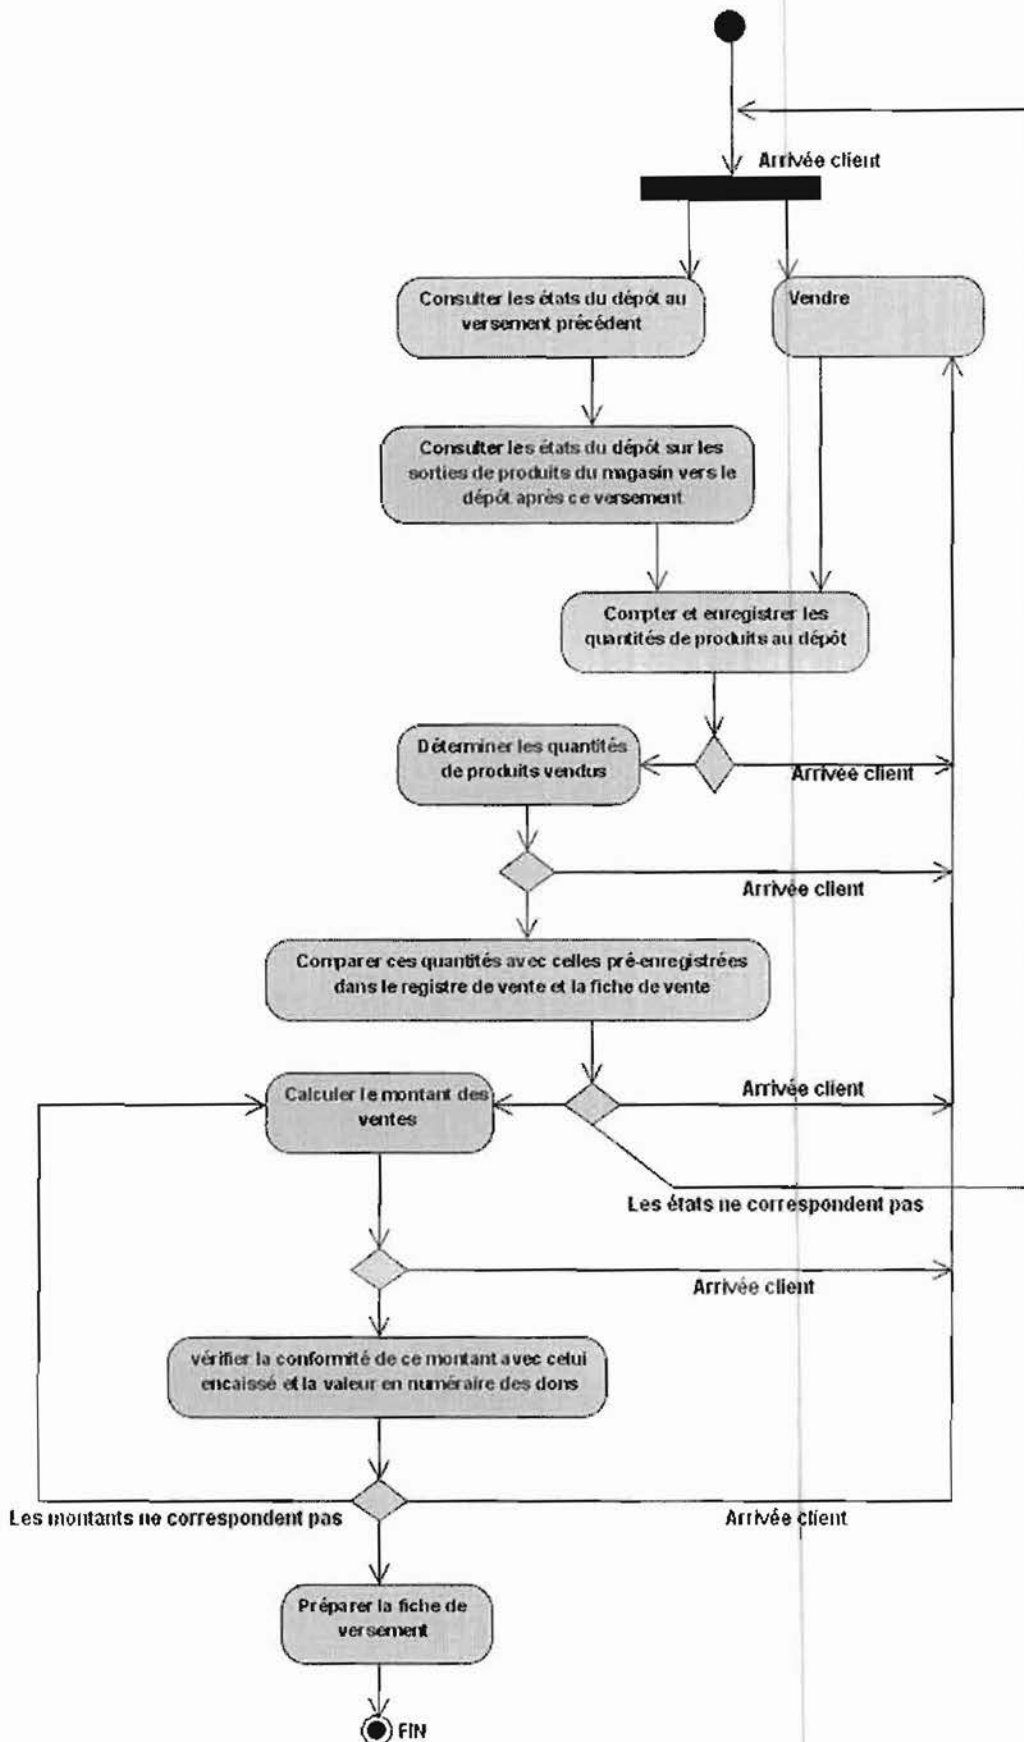 Arrivée client
Consulter les états du dépôt au
versement précédent
Vendre
Consulter les états du dépôt sur les
sorties de produits du magasin vers le
dépôt après ce versement
Compter et enregistrer les
quantités de produits au dépôt
Déterminer les quantités
de produits vendus
Arrivée client
Arrivée client
Comparer ces quantités avec celles pré-enregistrées
dans le registre de vente et la fiche de vente
Calculer le montant des
ventes
Arrivée client
Les états ne correspondent pas
Arrivée client
vérifier la conformité de ce montant avec celui
encaissé et la valeur en numéraire des dons
Les montants ne correspondent pas
Arrivée client
Préparer la fiche de
versement
FIN